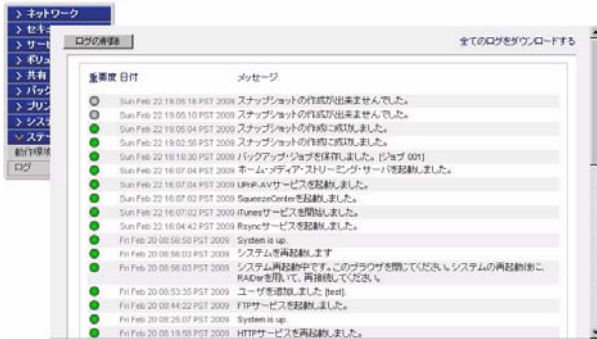 > ネットワーク
> セキュ
> サービ
> ボリュ
> 共有
> バック
> プリン
> システ
ステー
動作環境
ログ
ログの削除
全てのログをダウンロードする
重要度 日付 メッセージ
Sun Feb 22 19:05:16 PST 2009 スナップショットの作成が出来ませんでした。
Sun Feb 22 19:05:10 PST 2009 スナップショットの作成が出来ませんでした。
Sun Feb 22 19:05:04 PST 2009 スナップショットの作成に成功しました。
Sun Feb 22 19:02:56 PST 2009 スナップショットの作成に成功しました。
Sun Feb 22 18:18:30 PST 2009 バックアップ・ジョブを保存しました。 [ジョブ 001]
Sun Feb 22 16:07:04 PST 2009 ホーム・メディア・ストリーミング・サーバを起動しました。
Sun Feb 22 16:07:04 PST 2009 UPnP-AVサービスを起動しました。
Sun Feb 22 16:07:02 PST 2009 SqueezeCenterを起動しました。
Sun Feb 22 16:07:02 PST 2009 iTunesサービスを開始しました。
Sun Feb 22 16:04:42 PST 2009 Rsyncサービスを起動しました。
Fri Feb 20 08:58:58 PST 2009 System is up.
Fri Feb 20 08:56:03 PST 2009 システムを再起動します
Fri Feb 20 08:56:03 PST 2009 システム再起動中です。このブラウザを閉じてください。システムの再起動後に、
RAIDarを用いて、再接続してください。
Fri Feb 20 08:53:35 PST 2009 ユーザを追加しました [test].
Fri Feb 20 08:44:22 PST 2009 FTPサービスを起動しました。
Fri Feb 20 08:25:07 PST 2009 System is up.
Fri Feb 20 08:19:58 PST 2009 HTTPサービスを再起動しました。